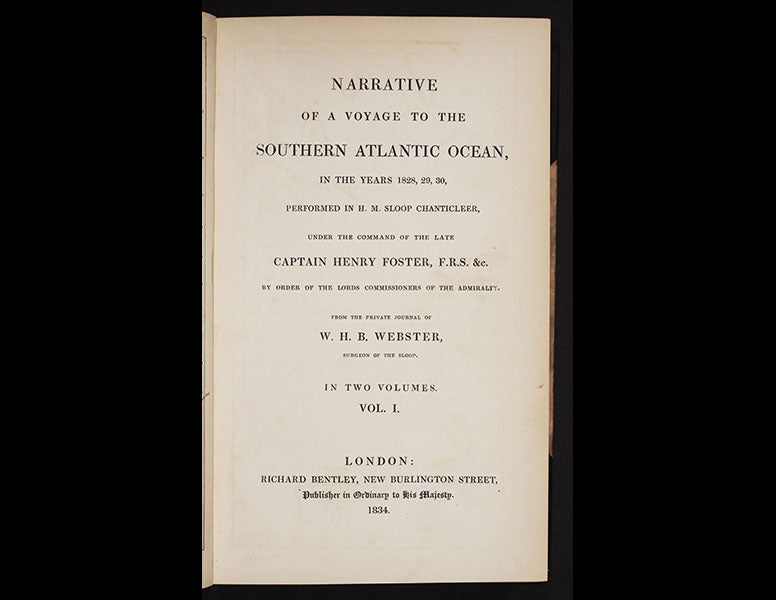 NARRATIVE
OF A VOYAGE TO THE
SOUTHERN ATLANTIC OCEAN,
IN THE YEARS 1828, 29, 30,
PERFORMED IN H. M. SLOOP CHANTICLEER,
UNDER THE COMMAND OF THE LATE
CAPTAIN HENRY FOSTER, F.R.S. &c.
BY ORDER OF THE LORDS COMMISSIONERS OF THE ADMIRALTY.
FROM THE PRIVATE JOURNAL OF
W. H. B. WEBSTER,
SURGEON OF THE SLOOP.
IN TWO VOLUMES.
VOL. I.
LONDON:
RICHARD BENTLEY, NEW BURLINGTON STREET,
Publisher in Ordinary to His Majesty.
1834.